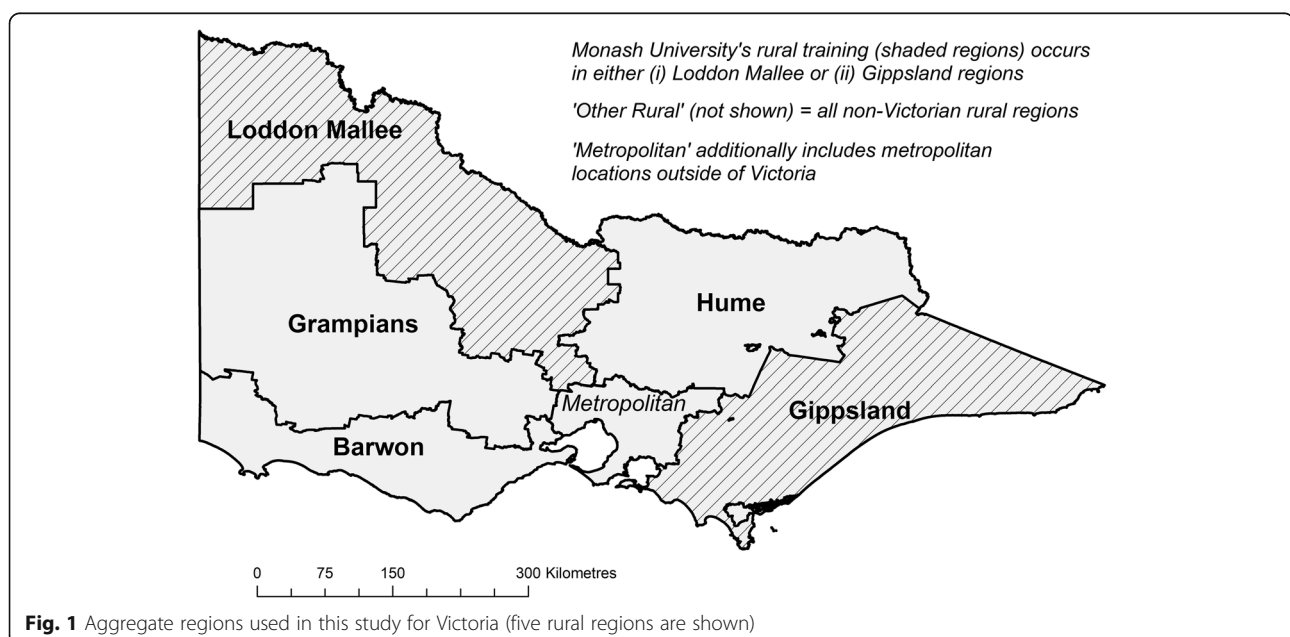 Monash University's rural training (shaded regions) occurs
in either (i) Loddon Mallee or (ii) Gippsland regions
'Other Rural' (not shown) = all non-Victorian rural regions
'Metropolitan' additionally includes metropolitan
locations outside of Victoria
Loddon Mallee
Hume
Grampians
Metropolitan
Gippsland
Barwon
0 75 150 300 Kilometres
Fig. 1 Aggregate regions used in this study for Victoria (five rural regions are shown)